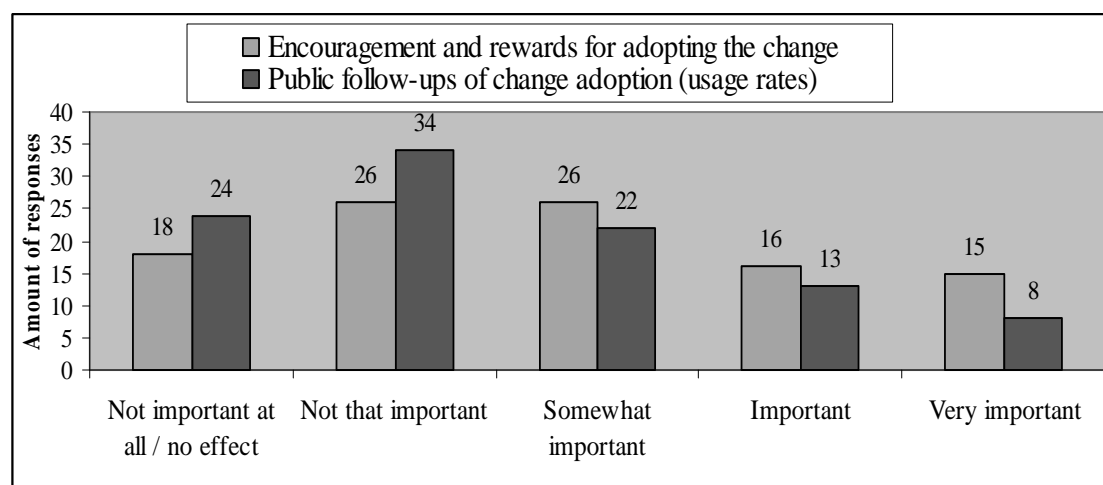 Encouragement and rewards for adopting the change
Public follow-ups of change adoption (usage rates)
Amount of responses
40
35
30
25
20
15
10
5
0
18
24
26
34
26
22
16
13
15
8
Not important at
all / no effect
Not that important
Somewhat
important
Important
Very important